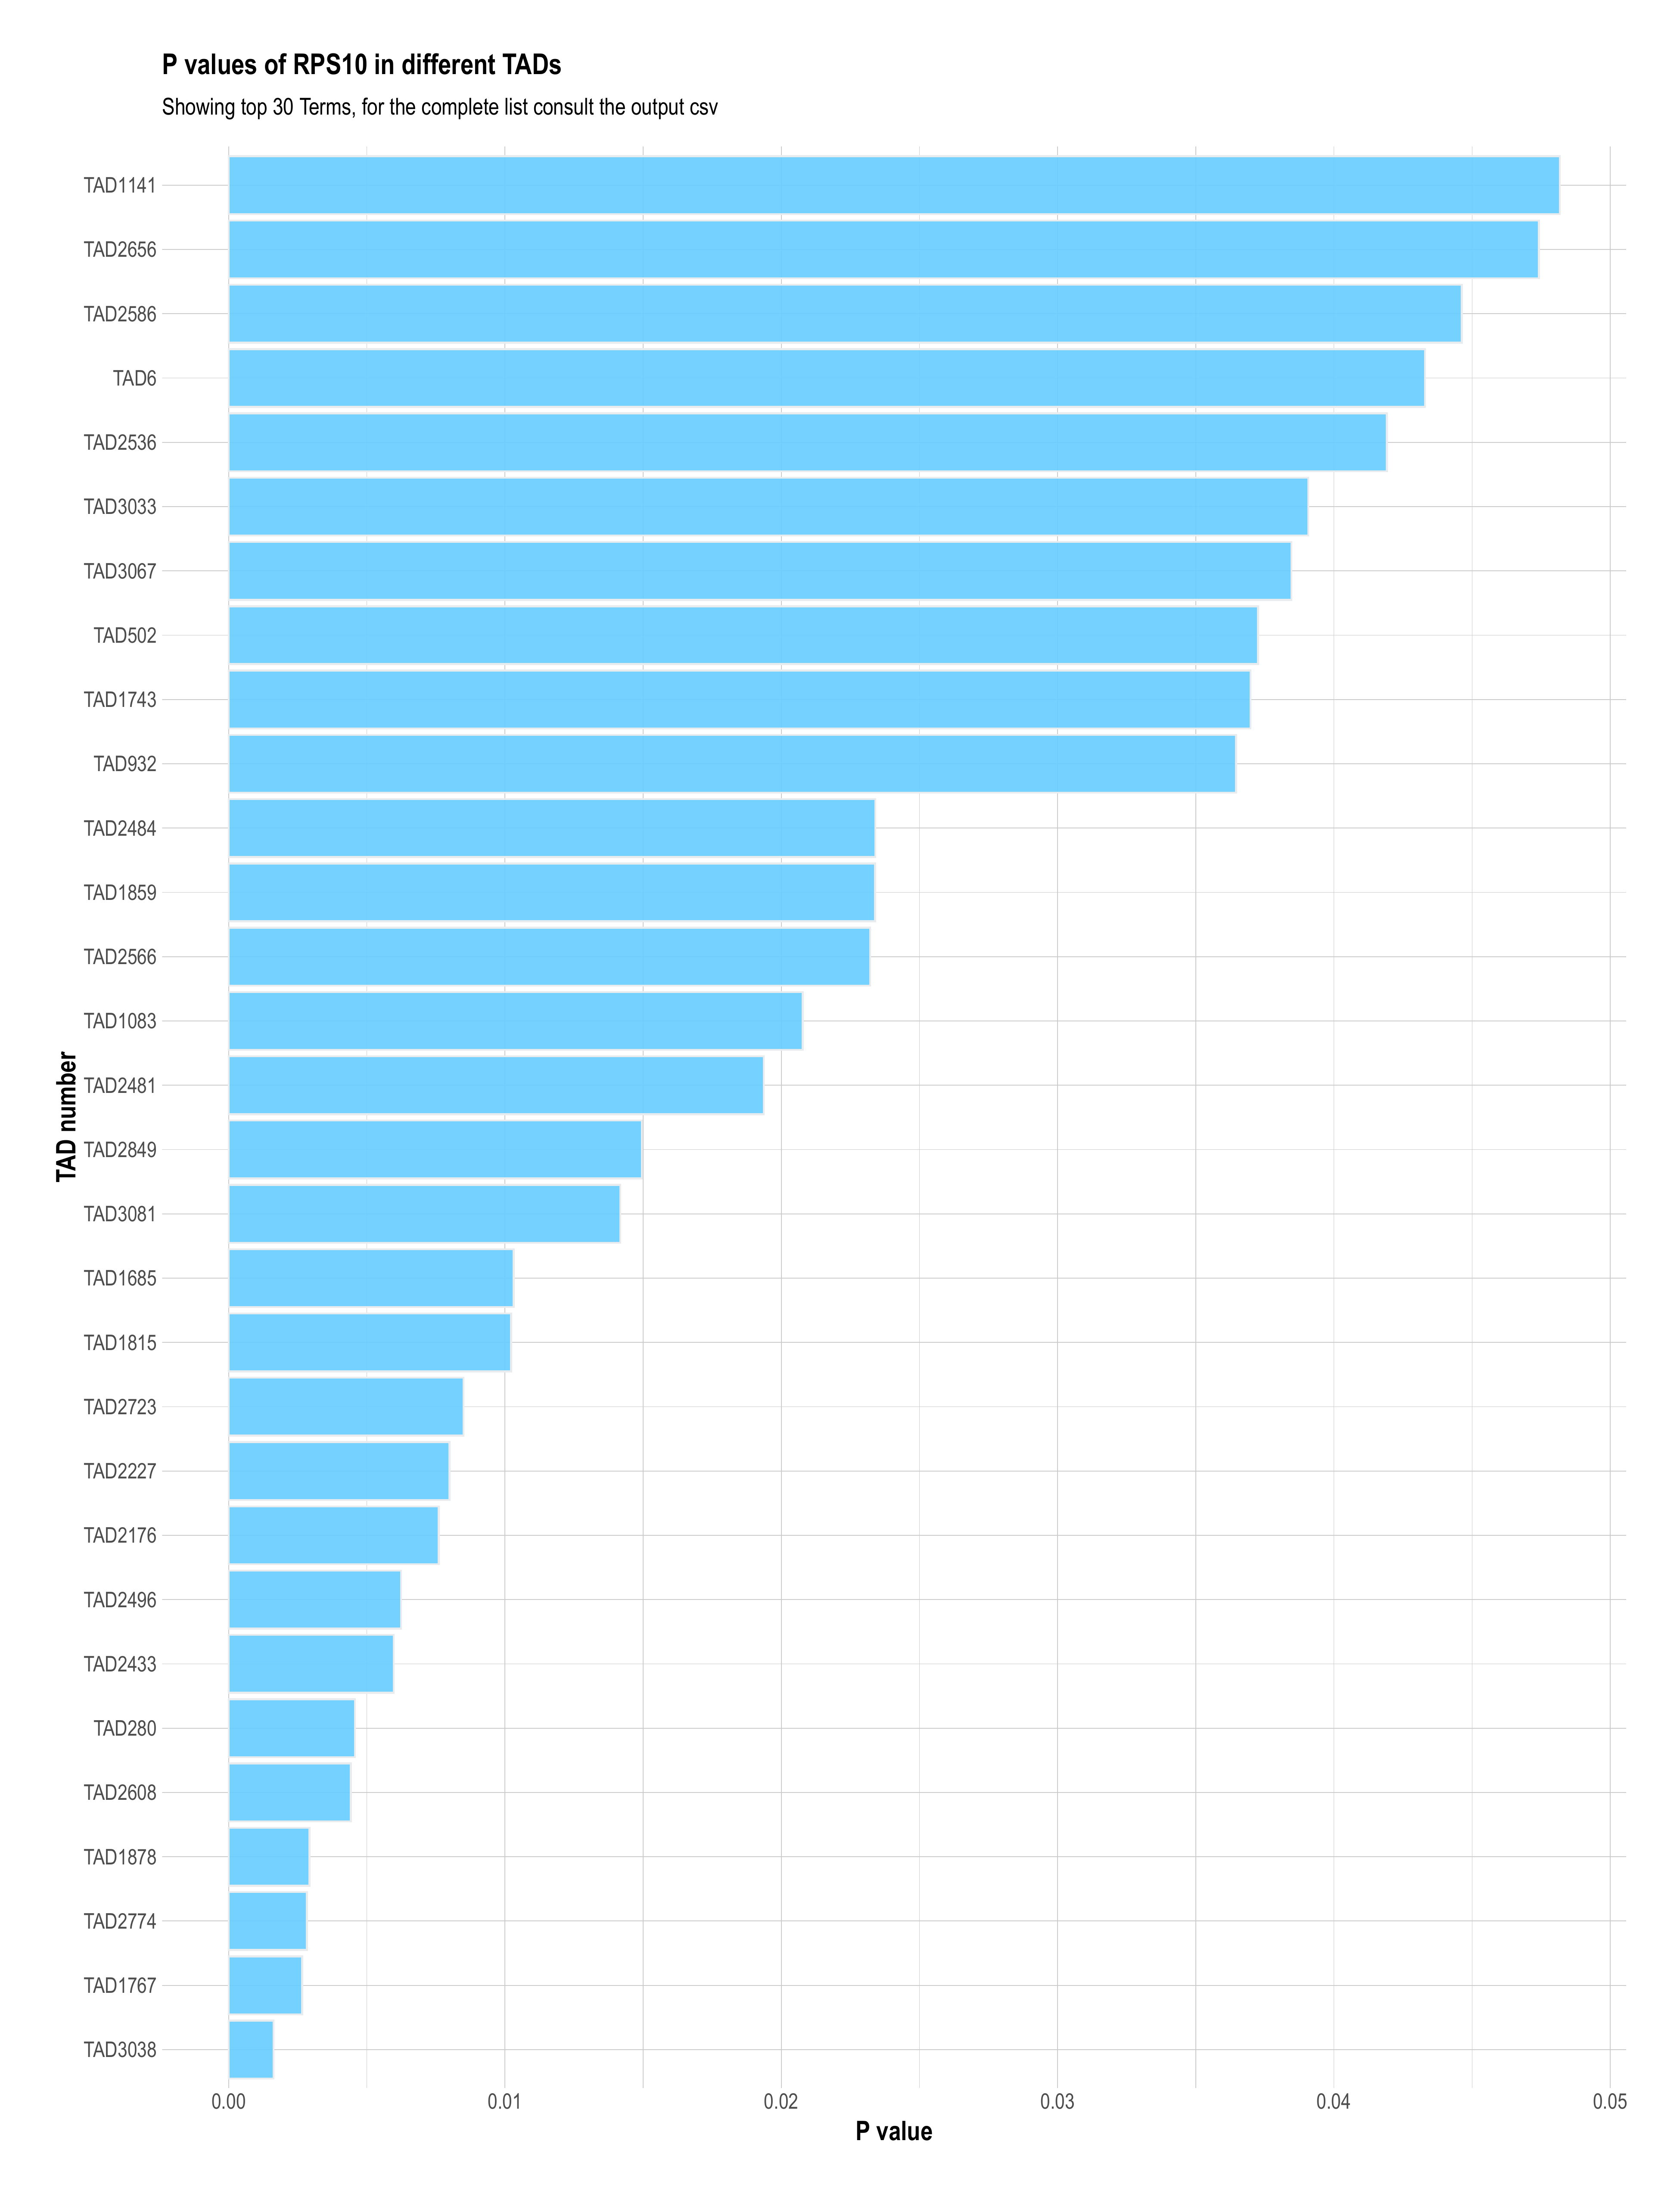 P values of RPS10 in different TADs
Showing top 30 Terms, for the complete list consult the output csv
TAD1141
TAD2656
TAD2586
TAD6
TAD2536
TAD3033
TAD3067
TAD502
TAD1743
TAD932
TAD2484
TAD1859
TAD2566
TAD1083
TAD2481
TAD2849
TAD3081
TAD1685
TAD1815
TAD2723
TAD2227
TAD2176
TAD2496
TAD2433
TAD280
TAD2608
TAD1878
TAD2774
TAD1767
TAD3038
TAD number
0.00 0.01 0.02 0.03 0.04 0.05
P value